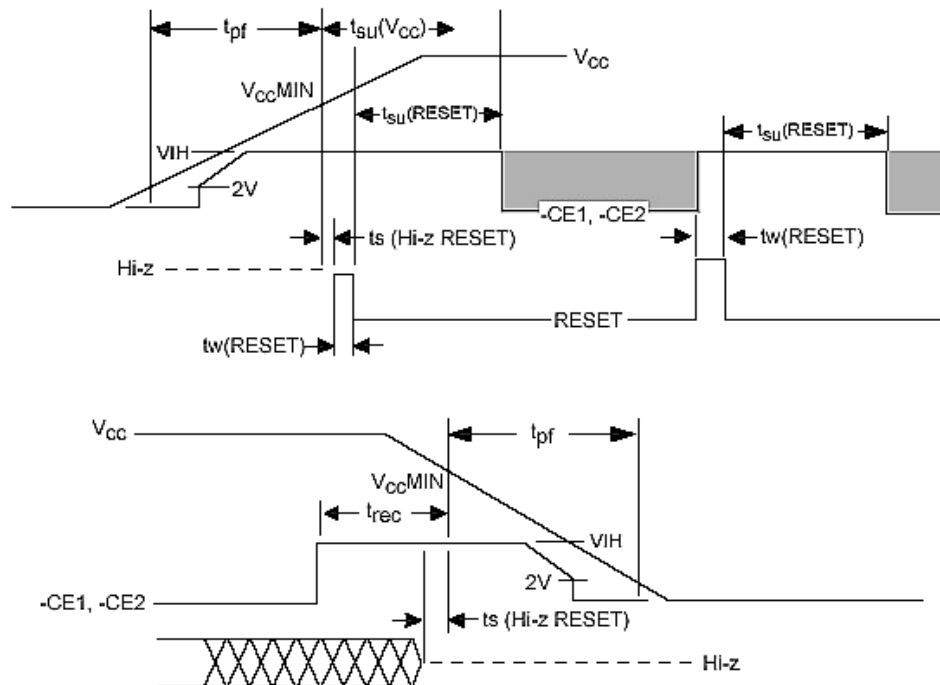 tpf
tsu(Vcc)
Vcc
VccMIN
tsu(RESET)
tsu(RESET)
VIH
2V
-CE1, -CE2
ts (Hi-z RESET)
tw(RESET)
Hi-z
RESET
tw(RESET)
Vcc
tpf
VccMIN
trec
VIH
2V
-CE1, -CE2
ts (Hi-z RESET)
Hi-z